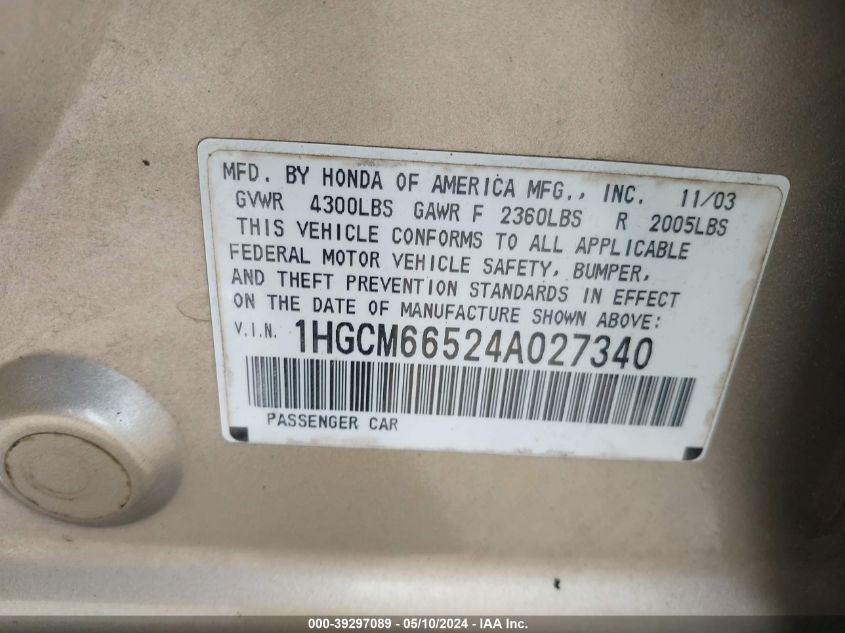 MFD. BY HONDA OF AMERICA MFG., INC. 11/03
GVWR 4300LBS GAWR F 2360LBS R 2005LBS
THIS VEHICLE CONFORMS TO ALL APPLICABLE
FEDERAL MOTOR VEHICLE SAFETY, BUMPER,
AND THEFT PREVENTION STANDARDS IN EFFECT
ON THE DATE OF MANUFACTURE SHOWN ABOVE:
V.I.N. 1HGCM66524A027340
PASSENGER CAR
000-39297089 - 05/10/2024 - IAA Inc.